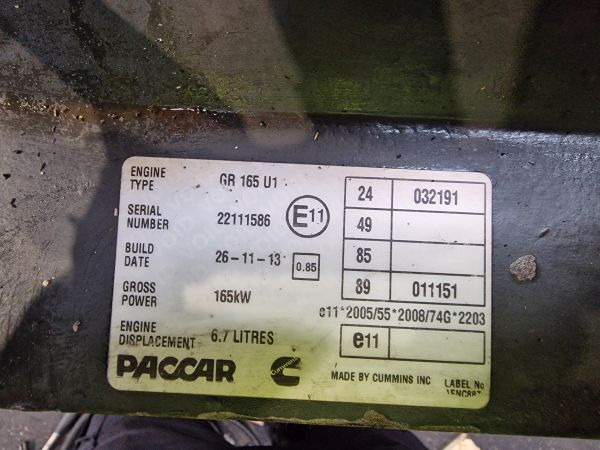 ENGINE TYPE GR 165 U1
SERIAL NUMBER 22111586 E11
BUILD DATE 26-11-13 0.85
GROSS POWER 165kW
ENGINE DISPLACEMENT 6.7 LITRES
24 032191
49
85
89 011151
e11*2005/55*2008/74G*2203
e11
PACCAR Cummins MADE BY CUMMINS INC LABEL No